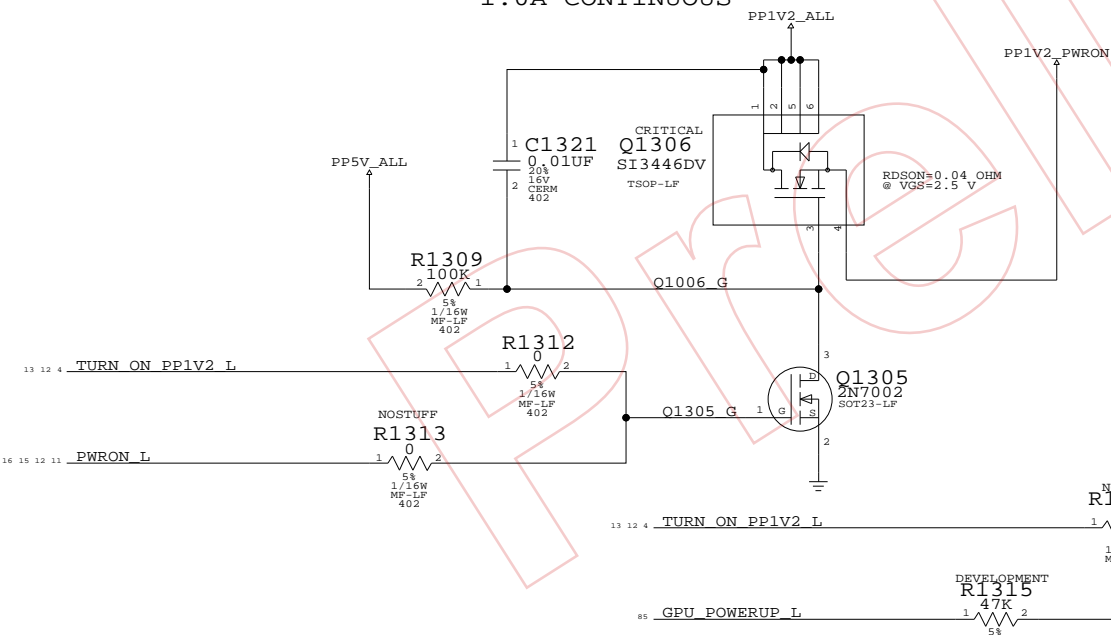 1.0A CONTINUOUS
PP1V2_ALL
PP1V2_PWRON
1 2 5 6
CRITICAL
Q1306
SI3446DV
TSOP-LF
RDSON=0.04 OHM
@ VGS=2.5 V
3 4
1
C1321
0.01UF
20%
16V
CERM
402
2
PP5V_ALL
R1309
100K
2 1
5%
1/16W
MF-LF
402
Q1006_G
R1312
0
1 2
5%
1/16W
MF-LF
402
13 12 4 TURN_ON_PP1V2_L
3
Q1305
2N7002
SOT23-LF
D
G
S
1
2
Q1305_G
NOSTUFF
R1313
0
1 2
5%
1/16W
MF-LF
402
16 15 12 11 PWRON_L
13 12 4 TURN_ON_PP1V2_L
1
DEVELOPMENT
R1315
47K
1 2
5%
85 GPU_POWERUP_L
Prel